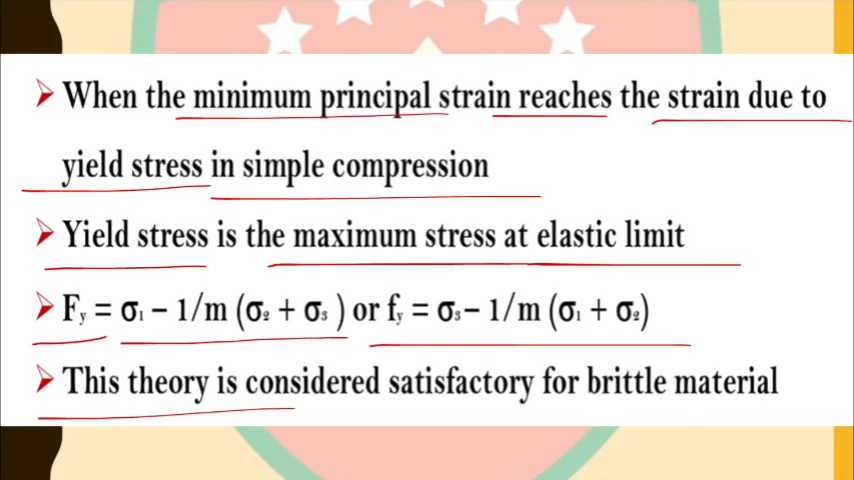 ➤ When the minimum principal strain reaches the strain due to
yield stress in simple compression
➤ Yield stress is the maximum stress at elastic limit
➤ Fy = σ₁ – 1/m (σ₂ + σ₃ ) or fy = σ₃– 1/m (σ₁ + σ₂)
➤ This theory is considered satisfactory for brittle material